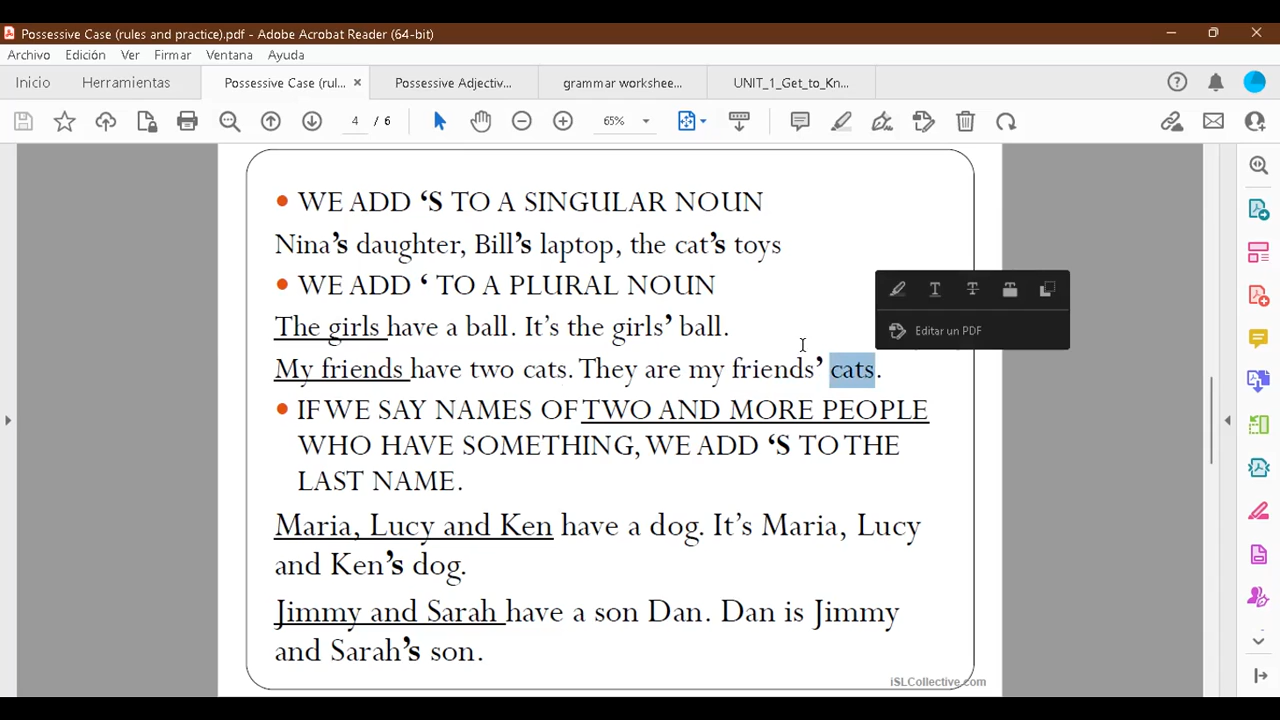 Possessive Case (rules and practice).pdf - Adobe Acrobat Reader (64-bit)
Archivo Edición Ver Firmar Ventana Ayuda
Inicio Herramientas Possessive Case (rul... × Possessive Adjectiv... grammar workshee... UNIT_1_Get_to_Kn...
4 / 6 65%
• WE ADD ‘S TO A SINGULAR NOUN
Nina’s daughter, Bill’s laptop, the cat’s toys
• WE ADD ‘ TO A PLURAL NOUN
The girls have a ball. It’s the girls’ ball.
Editar un PDF
My friends have two cats. They are my friends’ cats.
• IF WE SAY NAMES OF TWO AND MORE PEOPLE
WHO HAVE SOMETHING, WE ADD ‘S TO THE
LAST NAME.
Maria, Lucy and Ken have a dog. It’s Maria, Lucy
and Ken’s dog.
Jimmy and Sarah have a son Dan. Dan is Jimmy
and Sarah’s son.
iSLCollective.com